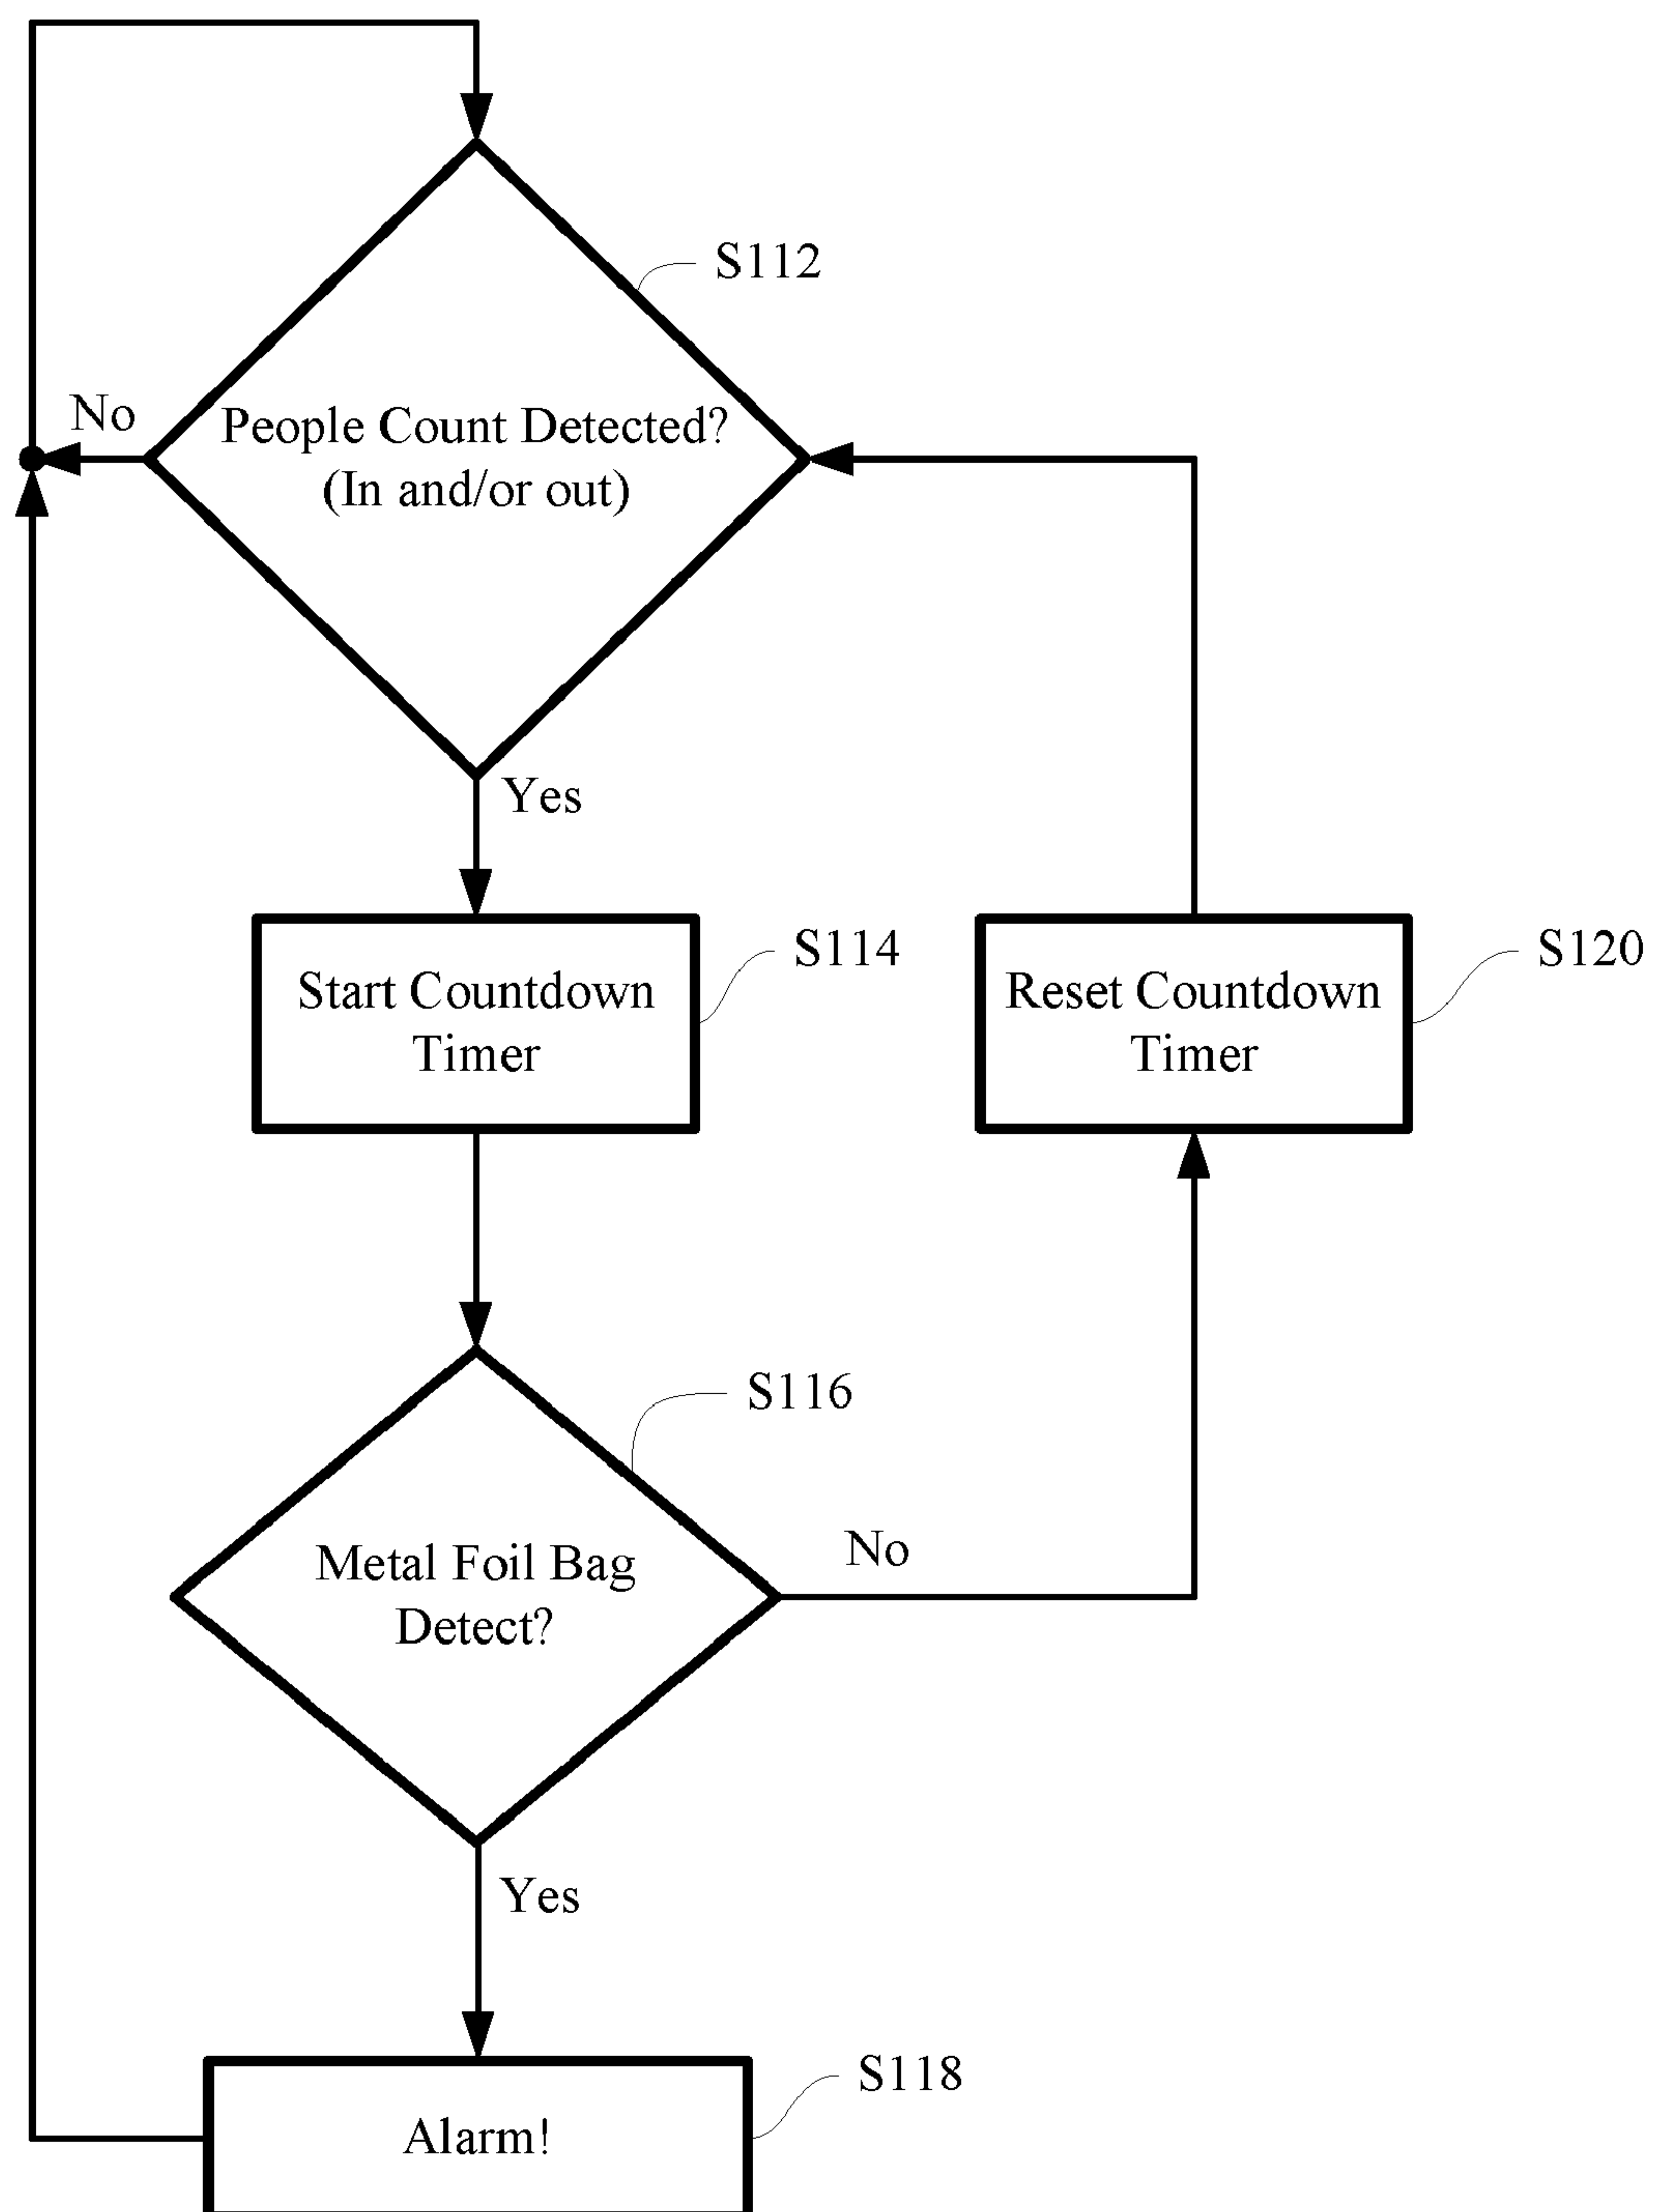 S112
No
People Count Detected?
(In and/or out)
Yes
S114
Start Countdown
Timer
S120
Reset Countdown
Timer
S116
Metal Foil Bag
Detect?
No
Yes
S118
Alarm!